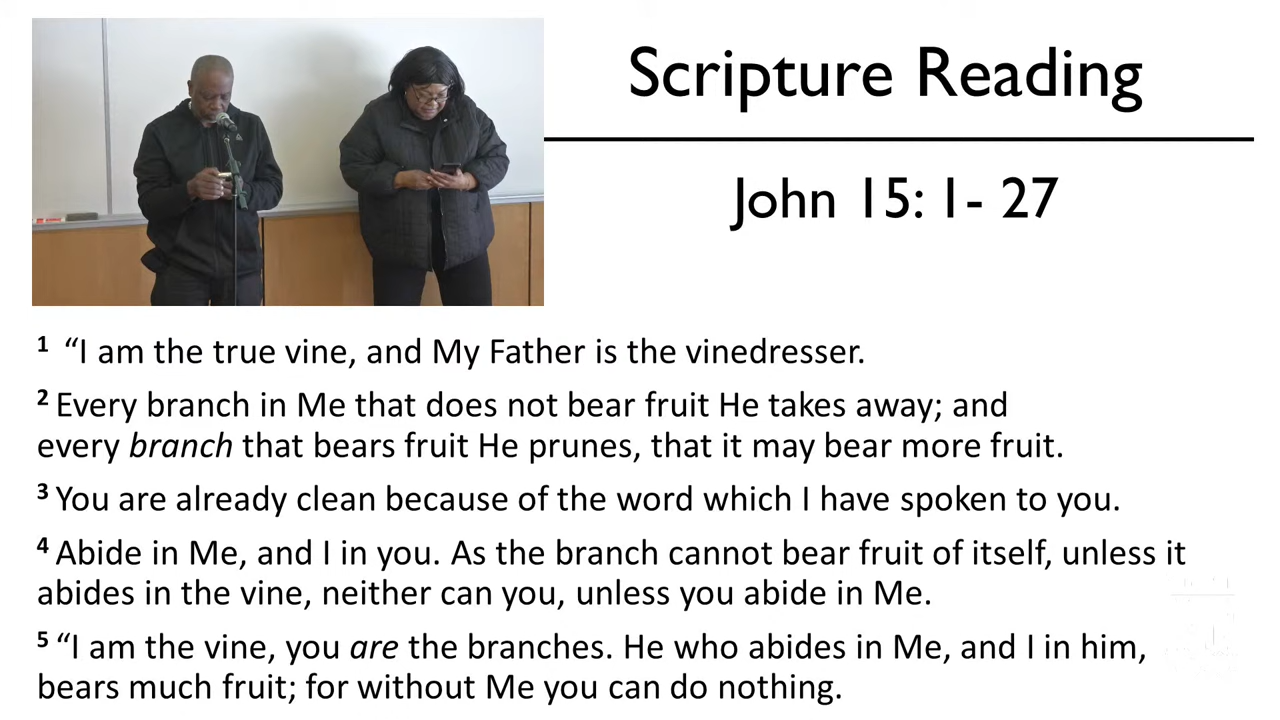 Scripture Reading
John 15: 1- 27
1 “I am the true vine, and My Father is the vinedresser.
2 Every branch in Me that does not bear fruit He takes away; and
every branch that bears fruit He prunes, that it may bear more fruit.
3 You are already clean because of the word which I have spoken to you.
4 Abide in Me, and I in you. As the branch cannot bear fruit of itself, unless it
abides in the vine, neither can you, unless you abide in Me.
5 “I am the vine, you are the branches. He who abides in Me, and I in him,
bears much fruit; for without Me you can do nothing.